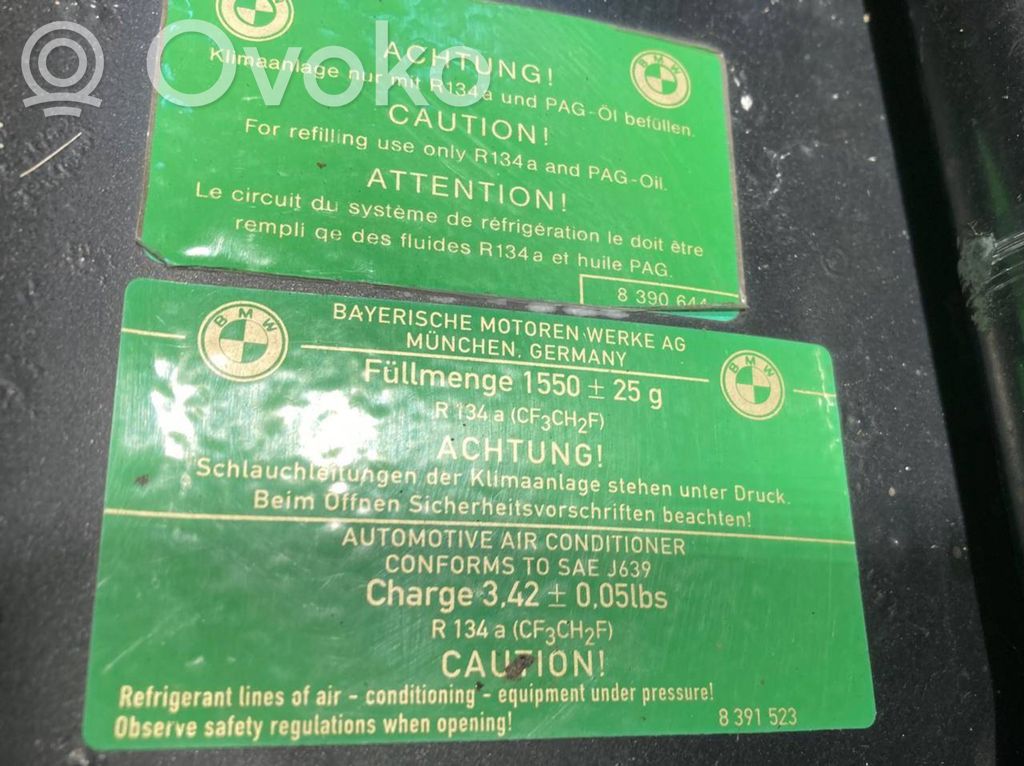 Ovoko
BMW
BMW
ACHTUNG!
Klimaanlage nur mit R134a und PAG-Öl befüllen.
CAUTION!
For refilling use only R134a and PAG-Oil.
ATTENTION!
Le circuit du système de réfrigération le doit être
rempli qe des fluides R134a et huile PAG.
8 390 644
BMW
BMW
BAYERISCHE MOTOREN WERKE AG
MÜNCHEN, GERMANY
Füllmenge 1550 ± 25 g
R 134 a (CF₃CH₂F)
ACHTUNG!
Schlauchleitungen der Klimaanlage stehen unter Druck.
Beim Öffnen Sicherheitsvorschriften beachten!
AUTOMOTIVE AIR CONDITIONER
CONFORMS TO SAE J639
Charge 3,42 ± 0,05lbs
R 134 a (CF₃CH₂F)
CAUTION!
Refrigerant lines of air - conditioning - equipment under pressure!
Observe safety regulations when opening!
8 391 523